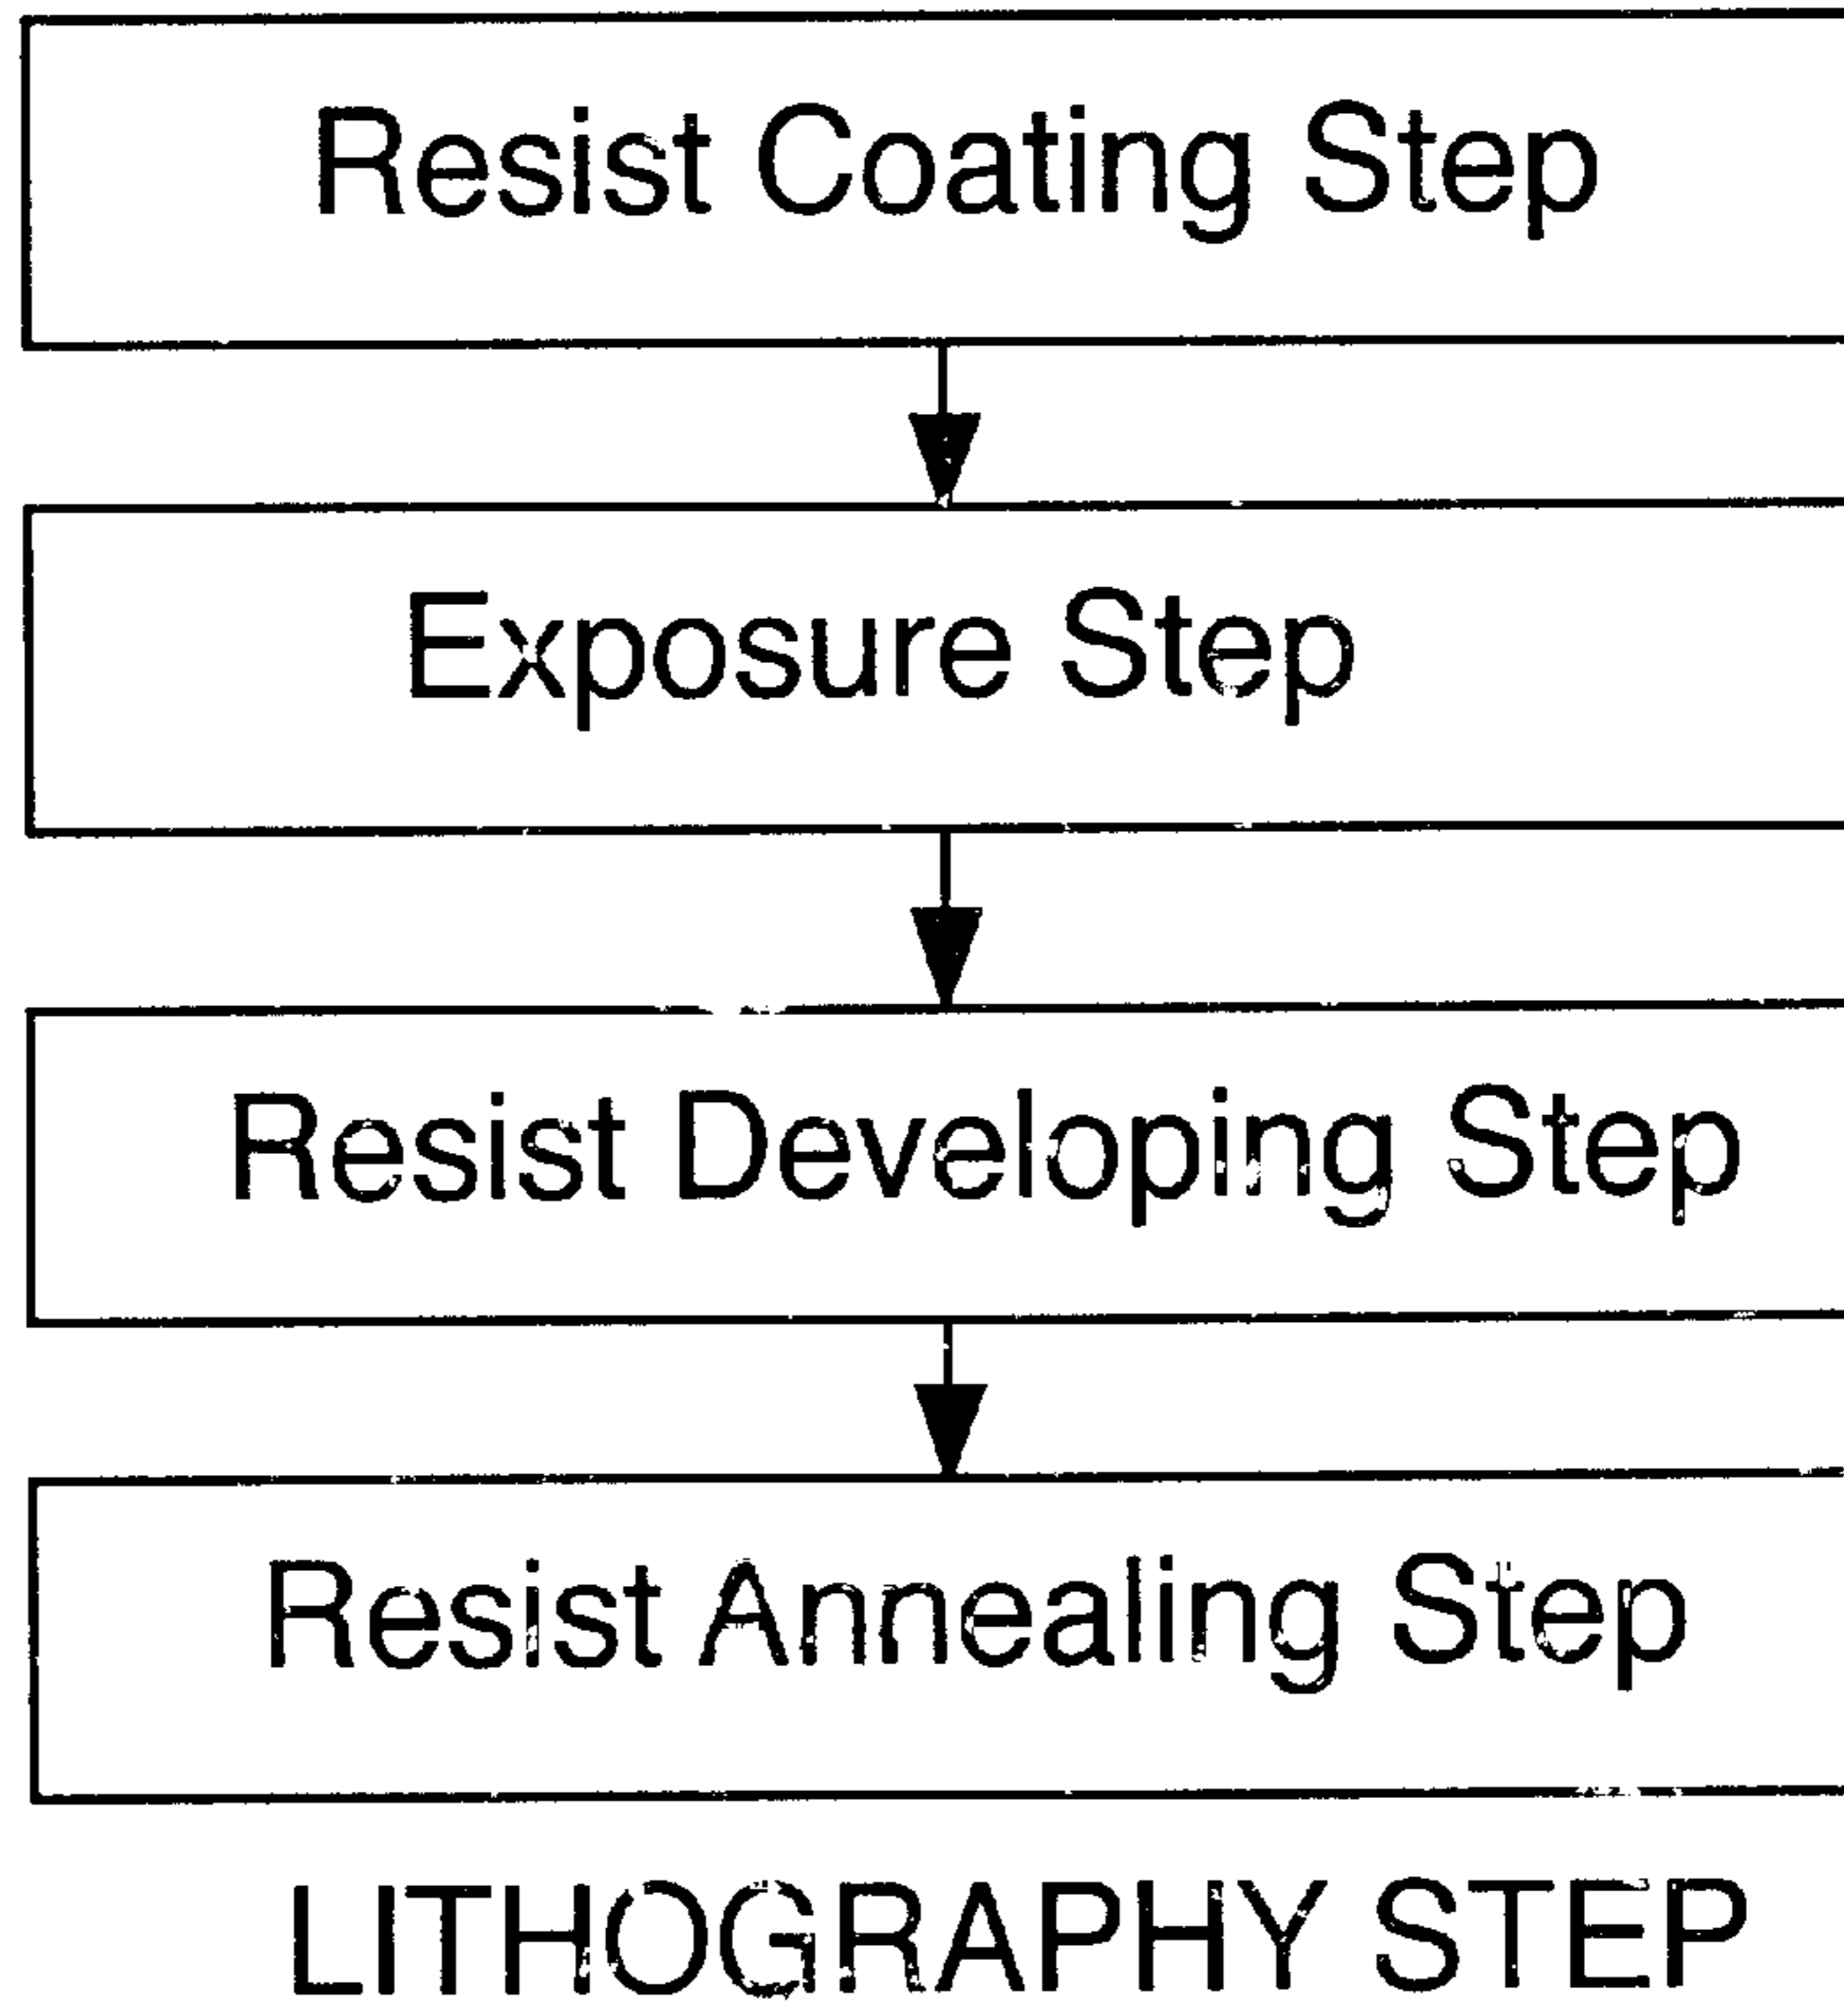 Resist Coating Step
Exposure Step
Resist Developing Step
Resist Annealing Step
LITHOGRAPHY STEP